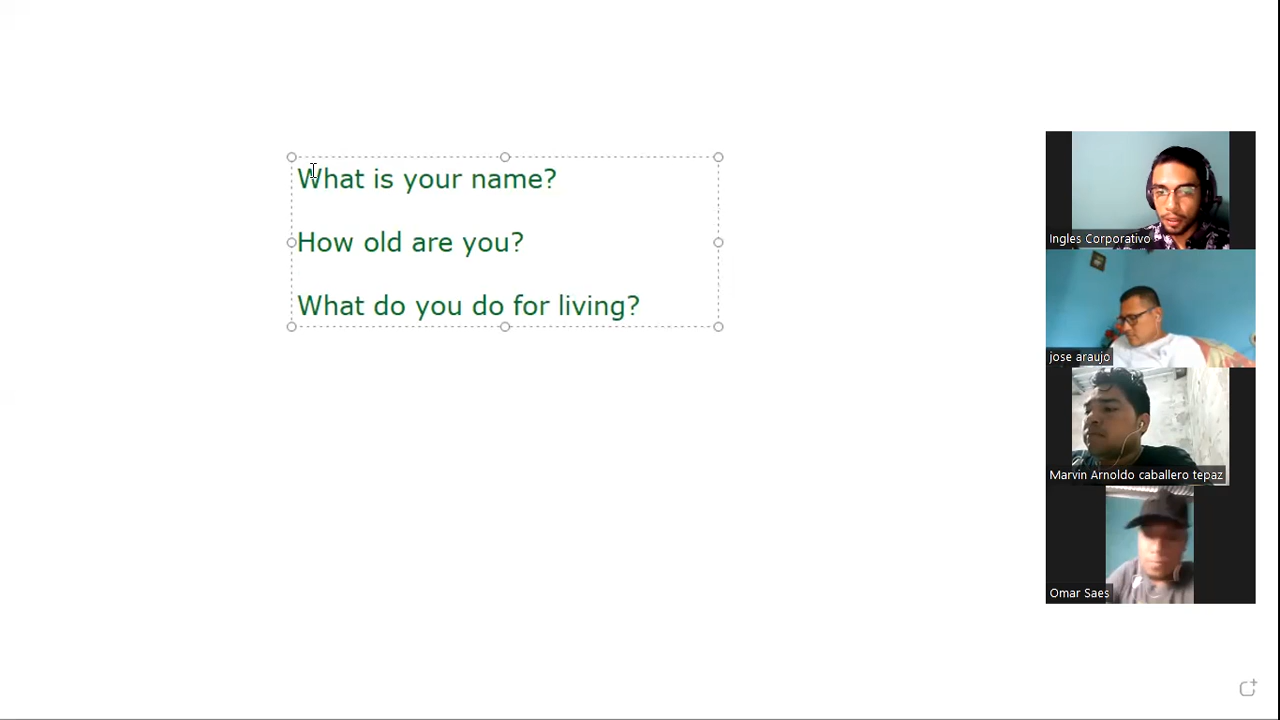 What is your name?
How old are you?
What do you do for living?
Ingles Corporativo
jose araujo
Marvin Arnoldo caballero tepaz
Omar Saes